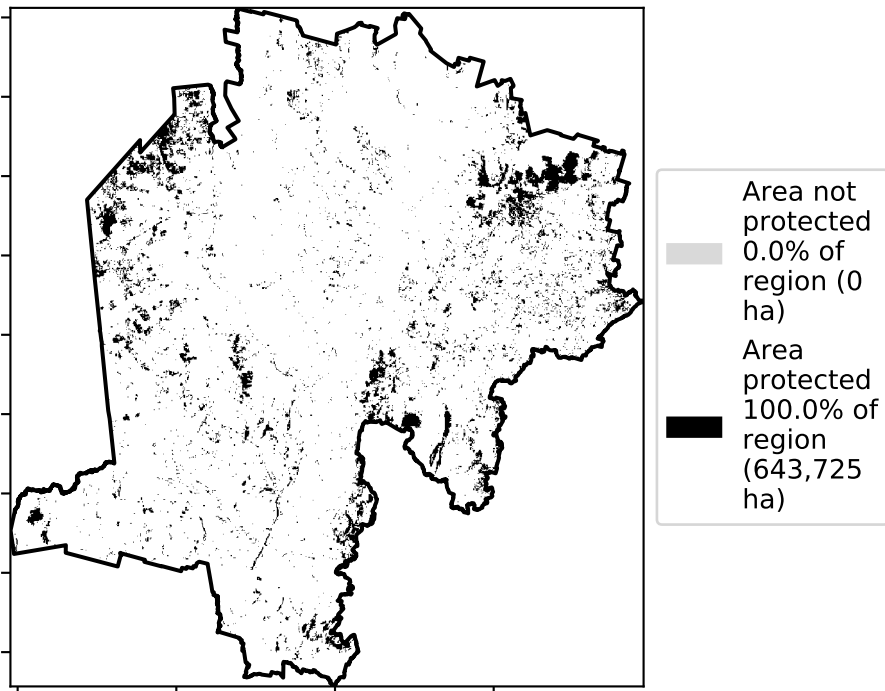 Area not
protected
0.0% of
region (0
ha)
Area
protected
100.0% of
region
(643,725
ha)